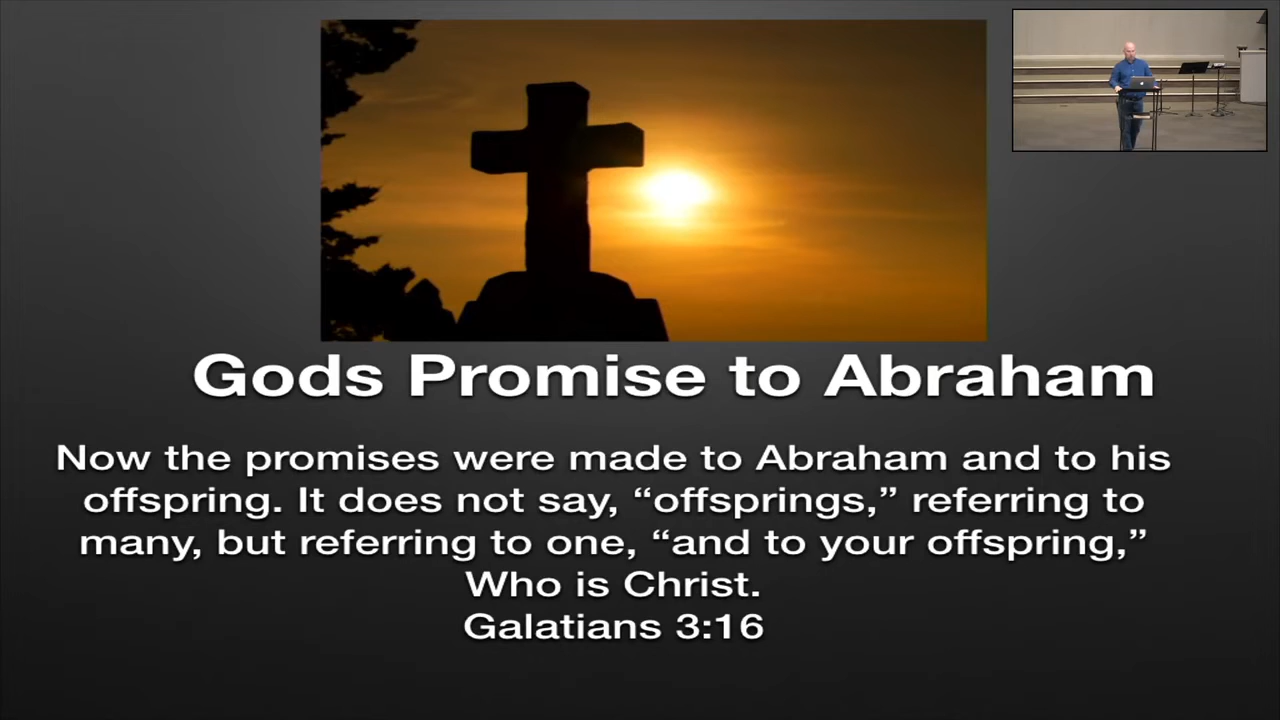 Gods Promise to Abraham
Now the promises were made to Abraham and to his
offspring. It does not say, “offsprings,” referring to
many, but referring to one, “and to your offspring,”
Who is Christ.
Galatians 3:16